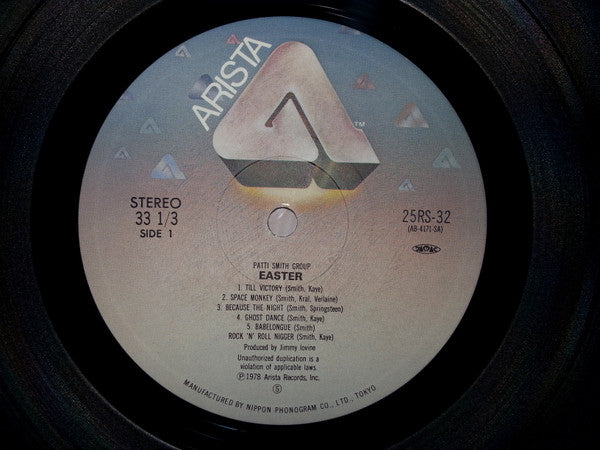 ARISTA
TM
STEREO
33 1/3
SIDE 1
25RS-32
(AB-4171-SA)
PATTI SMITH GROUP
EASTER
1. TILL VICTORY (Smith, Kaye)
2. SPACE MONKEY (Smith, Kral, Verlaine)
3. BECAUSE THE NIGHT (Smith, Springsteen)
4. GHOST DANCE (Smith, Kaye)
5. BABELONGUE (Smith)
ROCK 'N' ROLL NIGGER (Smith, Kaye)
Produced by Jimmy Iovine
Unauthorized duplication is a
violation of applicable laws.
Ⓟ1978 Arista Records, Inc.
Ⓢ
MANUFACTURED BY NIPPON PHONOGRAM CO., LTD., TOKYO